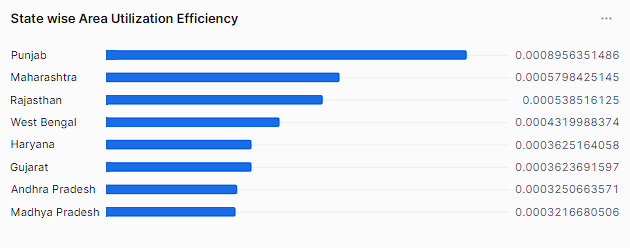 State wise Area Utilization Efficiency
Punjab 0.0008956351486
Maharashtra 0.0005798425145
Rajasthan 0.000538516125
West Bengal 0.0004319988374
Haryana 0.0003625164058
Gujarat 0.0003623691597
Andhra Pradesh 0.0003250663571
Madhya Pradesh 0.0003216680506